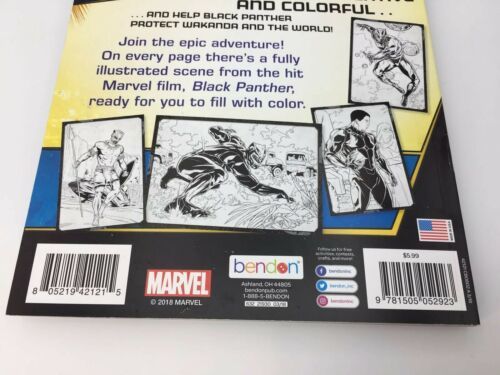 AND COLORFUL . .
. . . AND HELP BLACK PANTHER
PROTECT WAKANDA AND THE WORLD!
Join the epic adventure!
On every page there's a fully
illustrated scene from the hit
Marvel film, Black Panther,
ready for you to fill with color.
MARVEL
© 2018 MARVEL
bendon
Ashland, OH 44805
bendonpub.com
1-888-5-BENDON
Follow us for free
activities, contests,
crafts, and more!
bendoninc
bendon_inc
bendoninc
$5.99
8 05219 42121 5
9 781505 052923